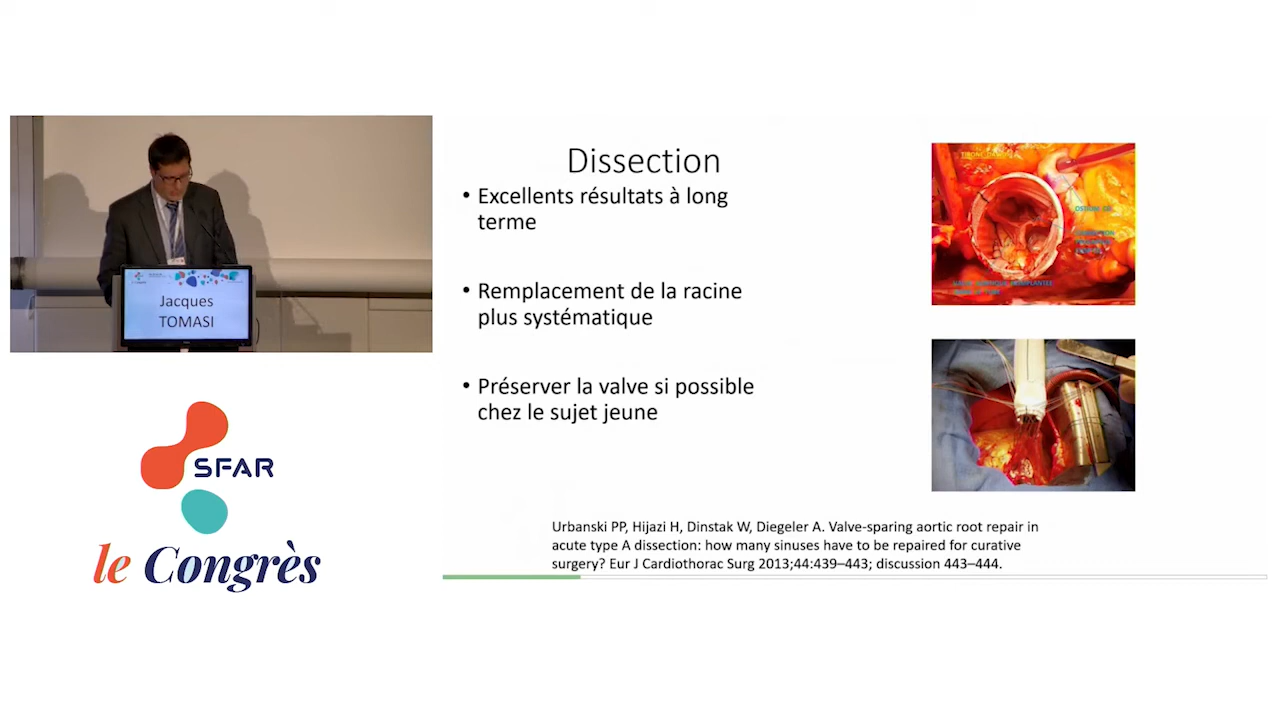 Jacques
TOMASI
SFAR
le Congrès
Dissection
• Excellents résultats à long
terme
• Remplacement de la racine
plus systématique
• Préserver la valve si possible
chez le sujet jeune
Urbanski PP, Hijazi H, Dinstak W, Diegeler A. Valve-sparing aortic root repair in
acute type A dissection: how many sinuses have to be repaired for curative
surgery? Eur J Cardiothorac Surg 2013;44:439–443; discussion 443–444.